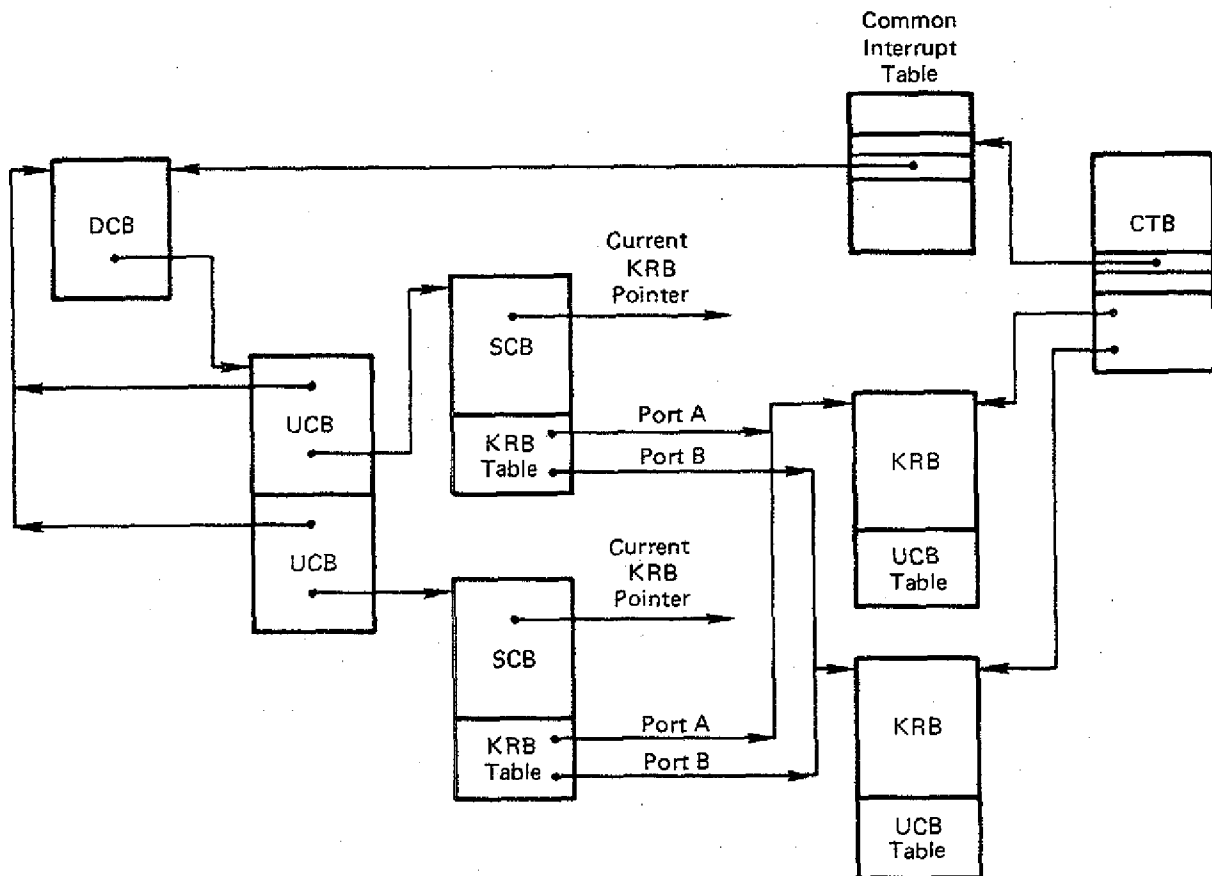 Common
Interrupt
Table
DCB
CTB
Current
KRB
Pointer
SCB
UCB
Port A
KRB
Table
Port B
KRB
UCB
Current
KRB
Pointer
UCB
Table
SCB
KRB
Port A
KRB
Table
Port B
UCB
Table